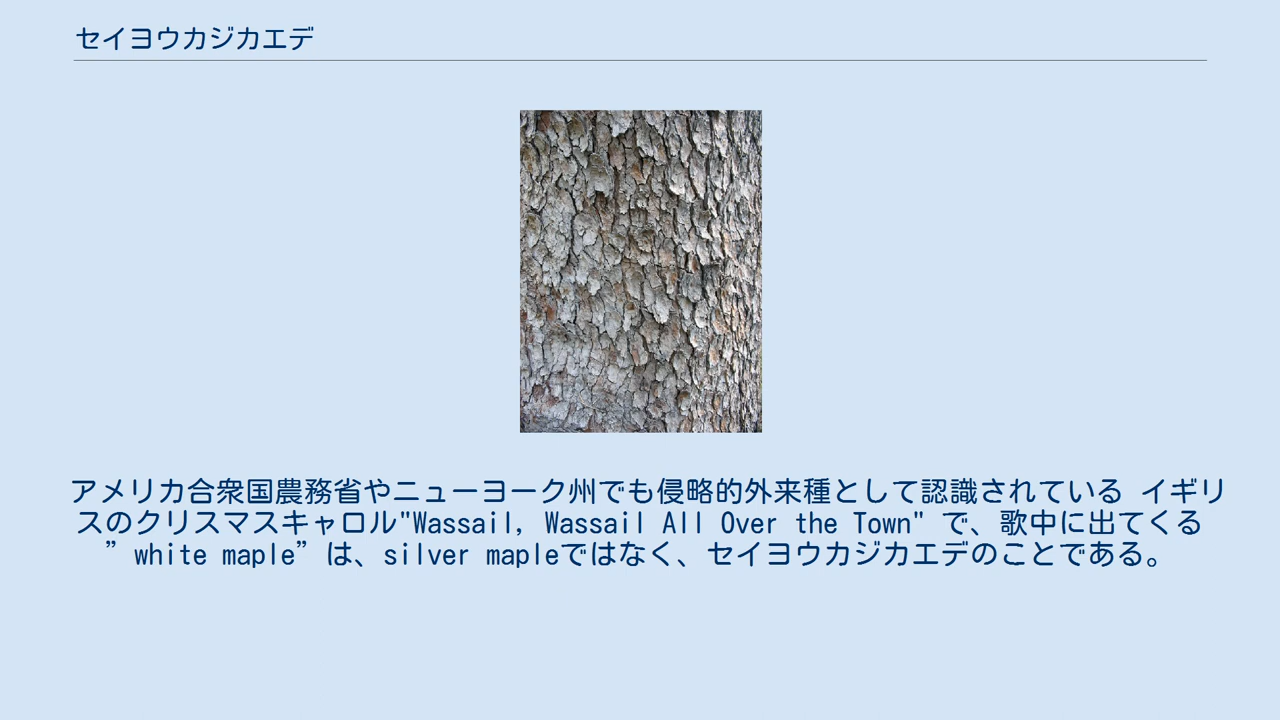 セイヨウカジカエデ
アメリカ合衆国農務省やニューヨーク州でも侵略的外来種として認識されている イギリ
スのクリスマスキャロル"Wassail, Wassail All Over the Town" で、歌中に出てくる
”white maple”は、silver mapleではなく、セイヨウカジカエデのことである。